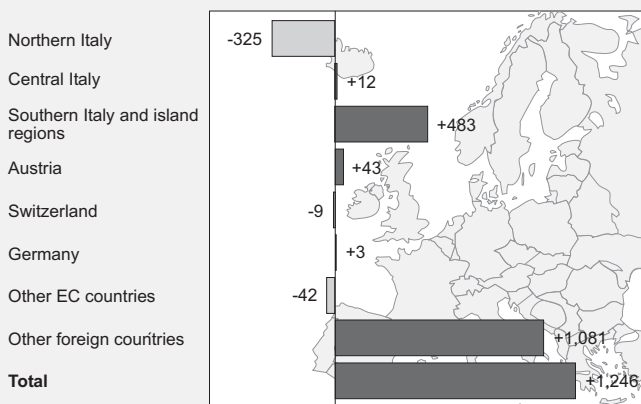 Northern Italy
-325
Central Italy
+12
Southern Italy and island
regions
+483
Austria
+43
Switzerland
-9
Germany
+3
Other EC countries
-42
Other foreign countries
+1,081
Total
+1,246